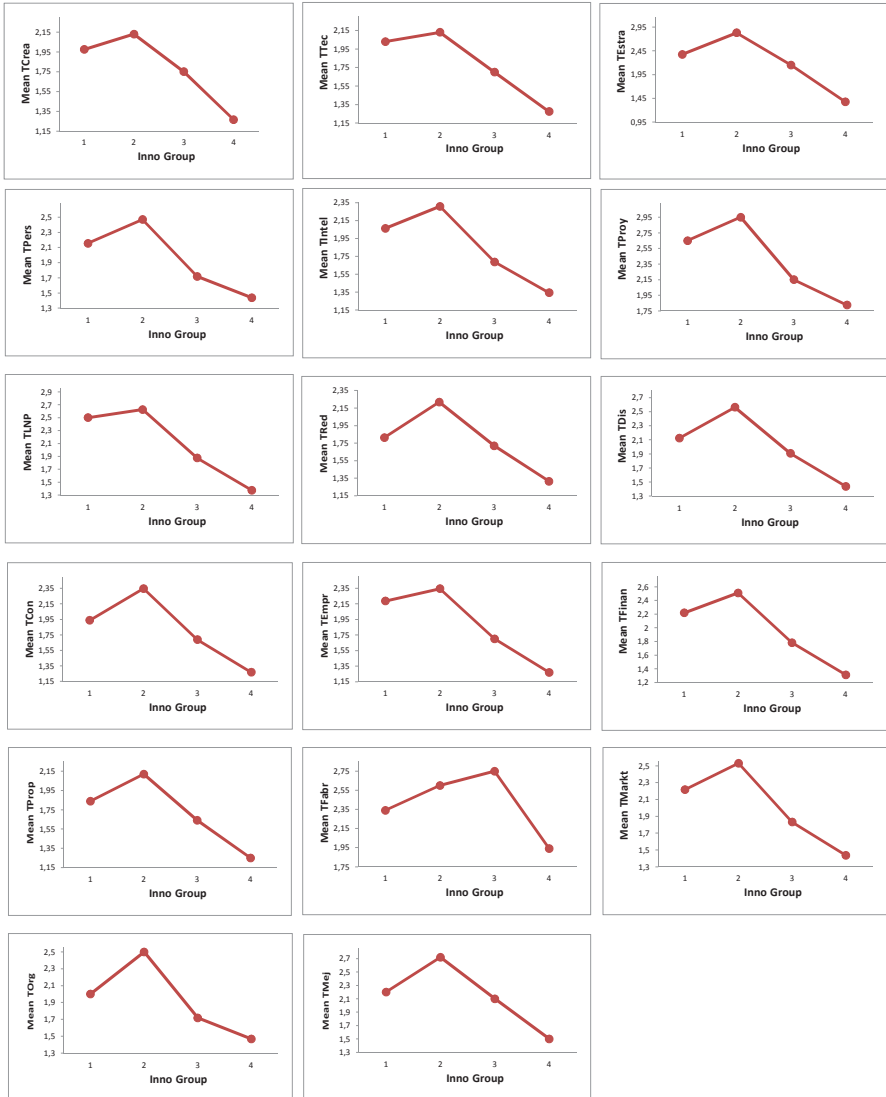 Mean TCrea
2,15
1,95
1,75
1,55
1,35
1,15
1 2 3 4
Inno Group
Mean TTec
2,15
1,95
1,75
1,55
1,35
1,15
1 2 3 4
Inno Group
Mean TEstra
2,95
2,45
1,95
1,45
0,95
1 2 3 4
Inno Group
Mean TPers
2,5
2,3
2,1
1,9
1,7
1,5
1,3
1 2 3 4
Inno Group
Mean TIntel
2,35
2,15
1,95
1,75
1,55
1,35
1,15
1 2 3 4
Inno Group
Mean TProy
2,95
2,75
2,55
2,35
2,15
1,95
1,75
1 2 3 4
Inno Group
Mean TLNP
2,9
2,7
2,5
2,3
2,1
1,9
1,7
1,5
1,3
1 2 3 4
Inno Group
Mean TRed
2,35
2,15
1,95
1,75
1,55
1,35
1,15
1 2 3 4
Inno Group
Mean TDis
2,7
2,5
2,3
2,1
1,9
1,7
1,5
1,3
1 2 3 4
Inno Group
Mean TCon
2,35
2,15
1,95
1,75
1,55
1,35
1,15
1 2 3 4
Inno Group
Mean TEmpr
2,35
2,15
1,95
1,75
1,55
1,35
1,15
1 2 3 4
Inno Group
Mean TFinan
2,6
2,4
2,2
2
1,8
1,6
1,4
1,2
1 2 3 4
Inno Group
Mean TProp
2,15
1,95
1,75
1,55
1,35
1,15
1 2 3 4
Inno Group
Mean TFabr
2,75
2,55
2,35
2,15
1,95
1,75
1 2 3 4
Inno Group
Mean TMarkt
2,5
2,3
2,1
1,9
1,7
1,5
1,3
1 2 3 4
Inno Group
Mean TOrg
2,5
2,3
2,1
1,9
1,7
1,5
1,3
1 2 3 4
Inno Group
Mean TMej
2,7
2,5
2,3
2,1
1,9
1,7
1,5
1,3
1 2 3 4
Inno Group